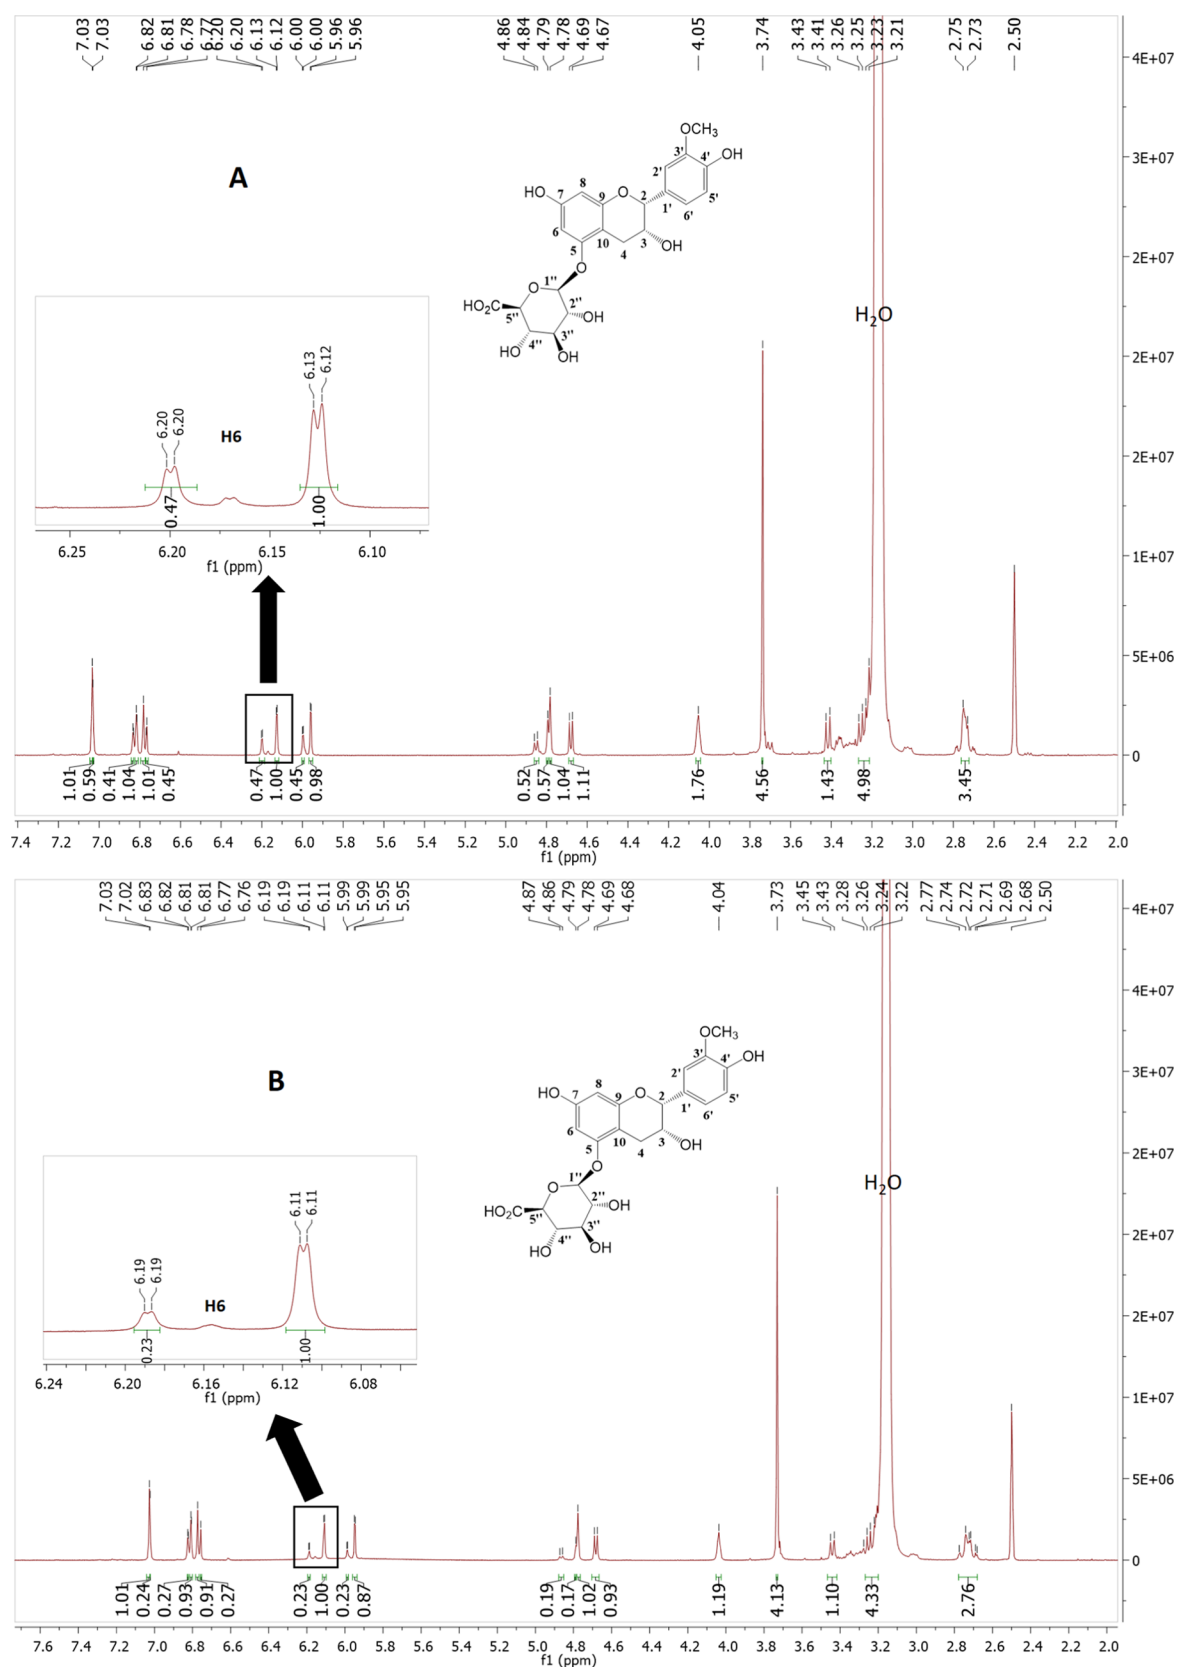 7.03
7.03
6.82
6.81
6.78
6.77
6.20
6.20
6.13
6.12
6.00
6.00
5.96
5.96
4.86
4.84
4.79
4.78
4.69
4.67
4.05
3.74
3.43
3.41
3.26
3.25
3.23
3.21
2.75
2.73
2.50
4E+07
3E+07
2E+07
2E+07
2E+07
1E+07
5E+06
0
A
OCH₃
3' 4' OH
2' 5'
HO 7 8 9 O 2 1' 6'
6 5 10 4 3 OH
O
1''
O
HO₂C 5'' 2'' OH
4'' 3''
HO OH
H₂O
6.20
6.20
H6
6.13
6.12
0.47
1.00
6.25 6.20 6.15 6.10
f1 (ppm)
1.01
0.59
0.41
1.04
1.01
0.45
0.47
1.00
0.45
0.98
0.52
0.57
1.04
1.11
1.76
4.56
1.43
4.98
3.45
7.4 7.2 7.0 6.8 6.6 6.4 6.2 6.0 5.8 5.6 5.4 5.2 5.0 4.8 4.6 4.4 4.2 4.0 3.8 3.6 3.4 3.2 3.0 2.8 2.6 2.4 2.2 2.0
f1 (ppm)
7.03
7.02
6.83
6.82
6.81
6.81
6.77
6.76
6.19
6.19
6.11
6.11
5.99
5.99
5.95
5.95
4.87
4.86
4.79
4.78
4.69
4.68
4.04
3.73
3.45
3.43
3.28
3.26
3.24
3.22
2.77
2.74
2.72
2.71
2.69
2.68
2.50
4E+07
4E+07
3E+07
2E+07
2E+07
2E+07
1E+07
5E+06
0
B
OCH₃
3' 4' OH
2' 5'
HO 7 8 9 O 2 1' 6'
6 5 10 4 3 OH
O
1''
O
HO₂C 5'' 2'' OH
4'' 3''
HO OH
H₂O
6.19
6.19
H6
6.11
6.11
0.23
1.00
6.24 6.20 6.16 6.12 6.08
f1 (ppm)
1.01
0.24
0.27
0.93
0.91
0.27
0.23
1.00
0.23
0.87
0.19
0.17
1.02
0.93
1.19
4.13
1.10
4.33
2.76
7.6 7.4 7.2 7.0 6.8 6.6 6.4 6.2 6.0 5.8 5.6 5.4 5.2 5.0 4.8 4.6 4.4 4.2 4.0 3.8 3.6 3.4 3.2 3.0 2.8 2.6 2.4 2.2 2.0
f1 (ppm)